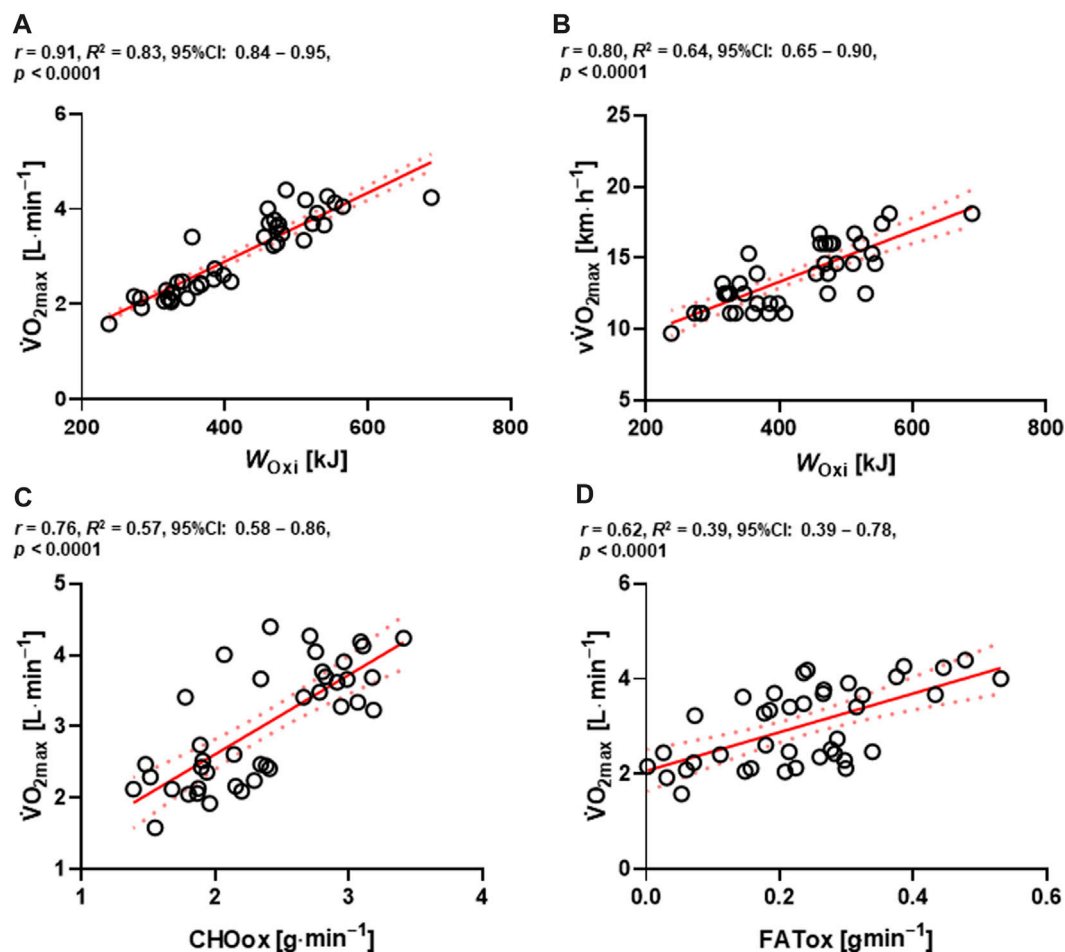 A
r = 0.91, R² = 0.83, 95%CI: 0.84 – 0.95,
p < 0.0001
6
4
2
0
V̇O₂max [L·min⁻¹]
200
400
600
800
W_Oxi [kJ]
B
r = 0.80, R² = 0.64, 95%CI: 0.65 – 0.90,
p < 0.0001
25
20
15
10
5
vV̇O₂max [km·h⁻¹]
200
400
600
800
W_Oxi [kJ]
C
r = 0.76, R² = 0.57, 95%CI: 0.58 – 0.86,
p < 0.0001
5
4
3
2
1
V̇O₂max [L·min⁻¹]
1
2
3
4
CHOox [g·min⁻¹]
D
r = 0.62, R² = 0.39, 95%CI: 0.39 – 0.78,
p < 0.0001
6
4
2
0
V̇O₂max [L·min⁻¹]
0.0
0.2
0.4
0.6
FATox [gmin⁻¹]